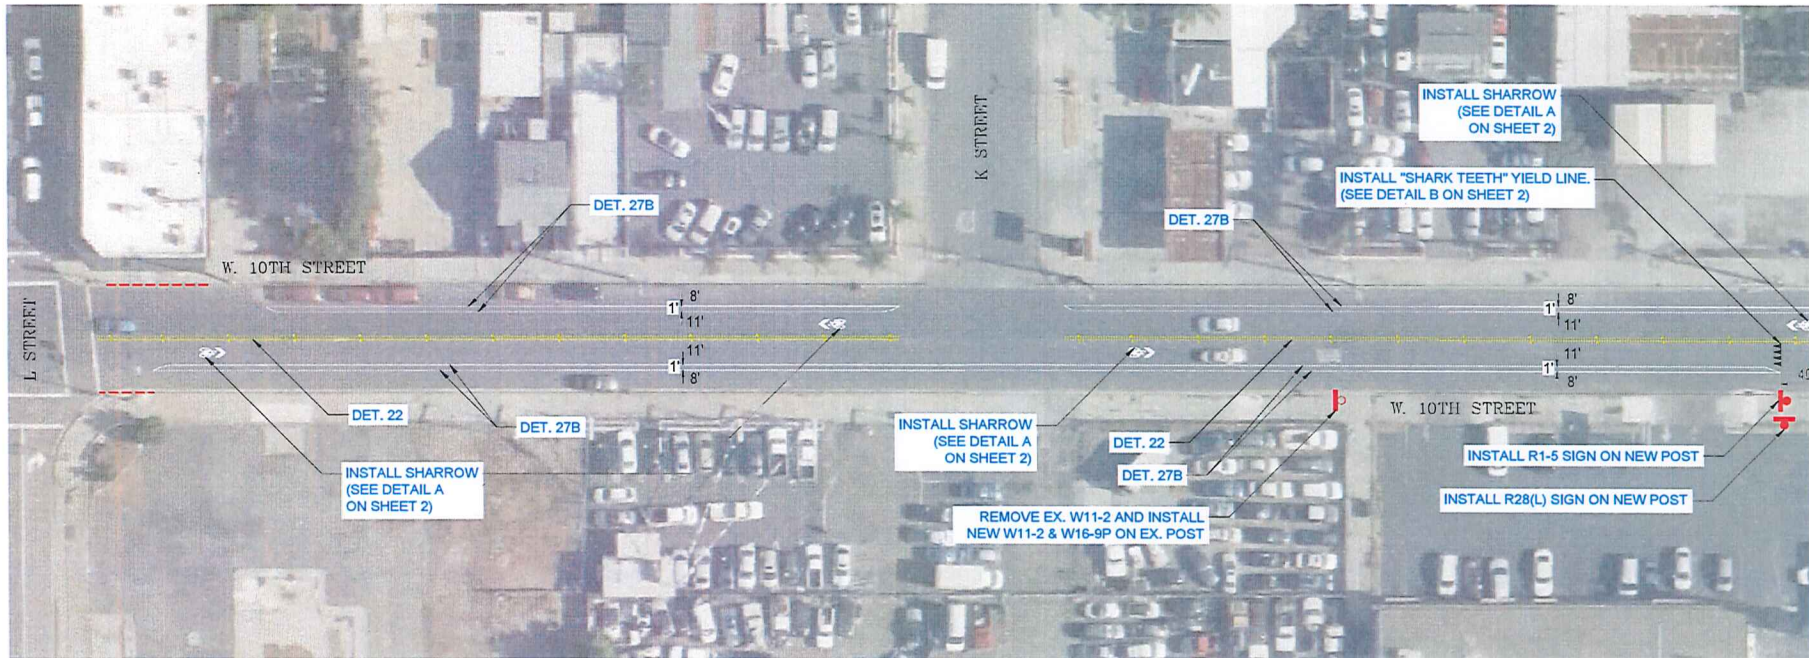 INSTALL SHARROW
(SEE DETAIL A
ON SHEET 2)
K STREET
INSTALL "SHARK TEETH" YIELD LINE.
(SEE DETAIL B ON SHEET 2)
DET. 27B
DET. 27B
W. 10TH STREET
L STREET
8'
1'
11'
11'
1'
8'
8'
1'
11'
11'
1'
8'
40
DET. 22
DET. 27B
W. 10TH STREET
INSTALL SHARROW
(SEE DETAIL A
ON SHEET 2)
DET. 22
DET. 27B
INSTALL R1-5 SIGN ON NEW POST
INSTALL SHARROW
(SEE DETAIL A
ON SHEET 2)
INSTALL R28(L) SIGN ON NEW POST
REMOVE EX. W11-2 AND INSTALL
NEW W11-2 & W16-9P ON EX. POST